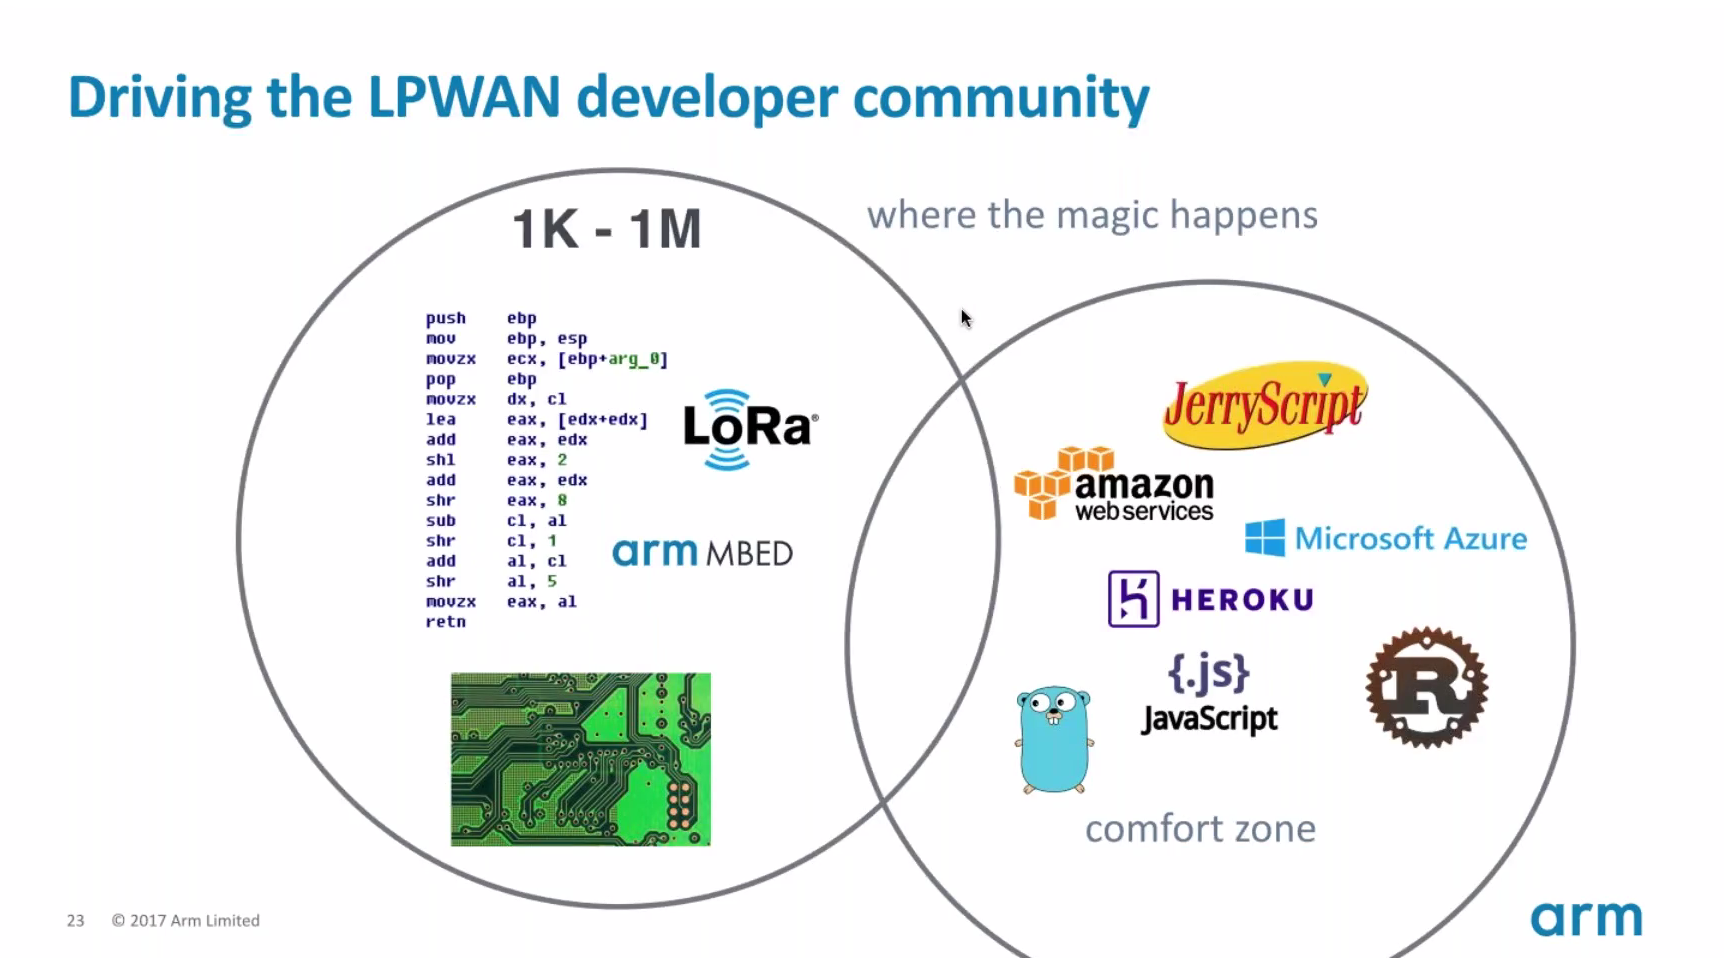 Driving the LPWAN developer community
1K - 1M
where the magic happens
push ebp
mov ebp, esp
movzx ecx, [ebp+arg_0]
pop ebp
movzx dx, cl
lea eax, [edx+edx]
add eax, edx
shl eax, 2
add eax, edx
shr eax, 8
sub cl, al
shr cl, 1
add al, cl
shr al, 5
movzx eax, al
retn
LoRa®
arm MBED
JerryScript
amazon
webservices
Microsoft Azure
HEROKU
{.js}
JavaScript
R
comfort zone
23 © 2017 Arm Limited
arm